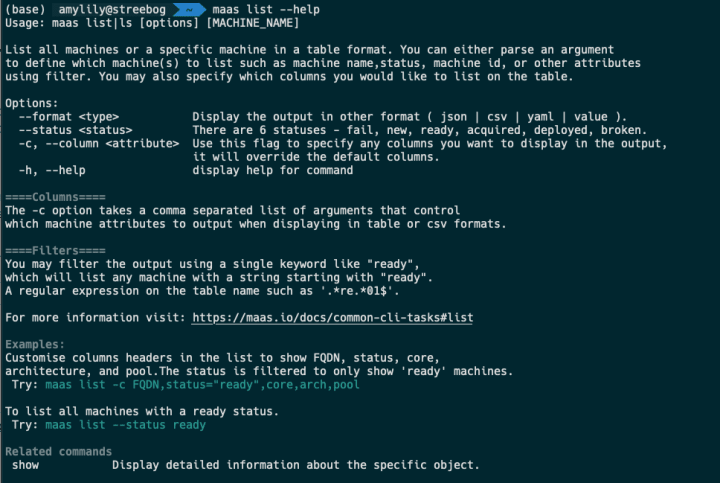 (base) amylily@streebog ~ maas list --help
Usage: maas list|ls [options] [MACHINE_NAME]
List all machines or a specific machine in a table format. You can either parse an argument
to define which machine(s) to list such as machine name,status, machine id, or other attributes
using filter. You may also specify which columns you would like to list on the table.
Options:
--format <type> Display the output in other format ( json | csv | yaml | value ).
--status <status> There are 6 statuses - fail, new, ready, acquired, deployed, broken.
-c, --column <attribute> Use this flag to specify any columns you want to display in the output,
it will override the default columns.
-h, --help display help for command
====Columns====
The -c option takes a comma separated list of arguments that control
which machine attributes to output when displaying in table or csv formats.
====Filters====
You may filter the output using a single keyword like "ready",
which will list any machine with a string starting with "ready".
A regular expression on the table name such as '.*re.*01$'.
For more information visit: https://maas.io/docs/common-cli-tasks#list
Examples:
Customise columns headers in the list to show FQDN, status, core,
architecture, and pool.The status is filtered to only show 'ready' machines.
Try: maas list -c FQDN,status="ready",core,arch,pool
To list all machines with a ready status.
Try: maas list --status ready
Related commands
show Display detailed information about the specific object.